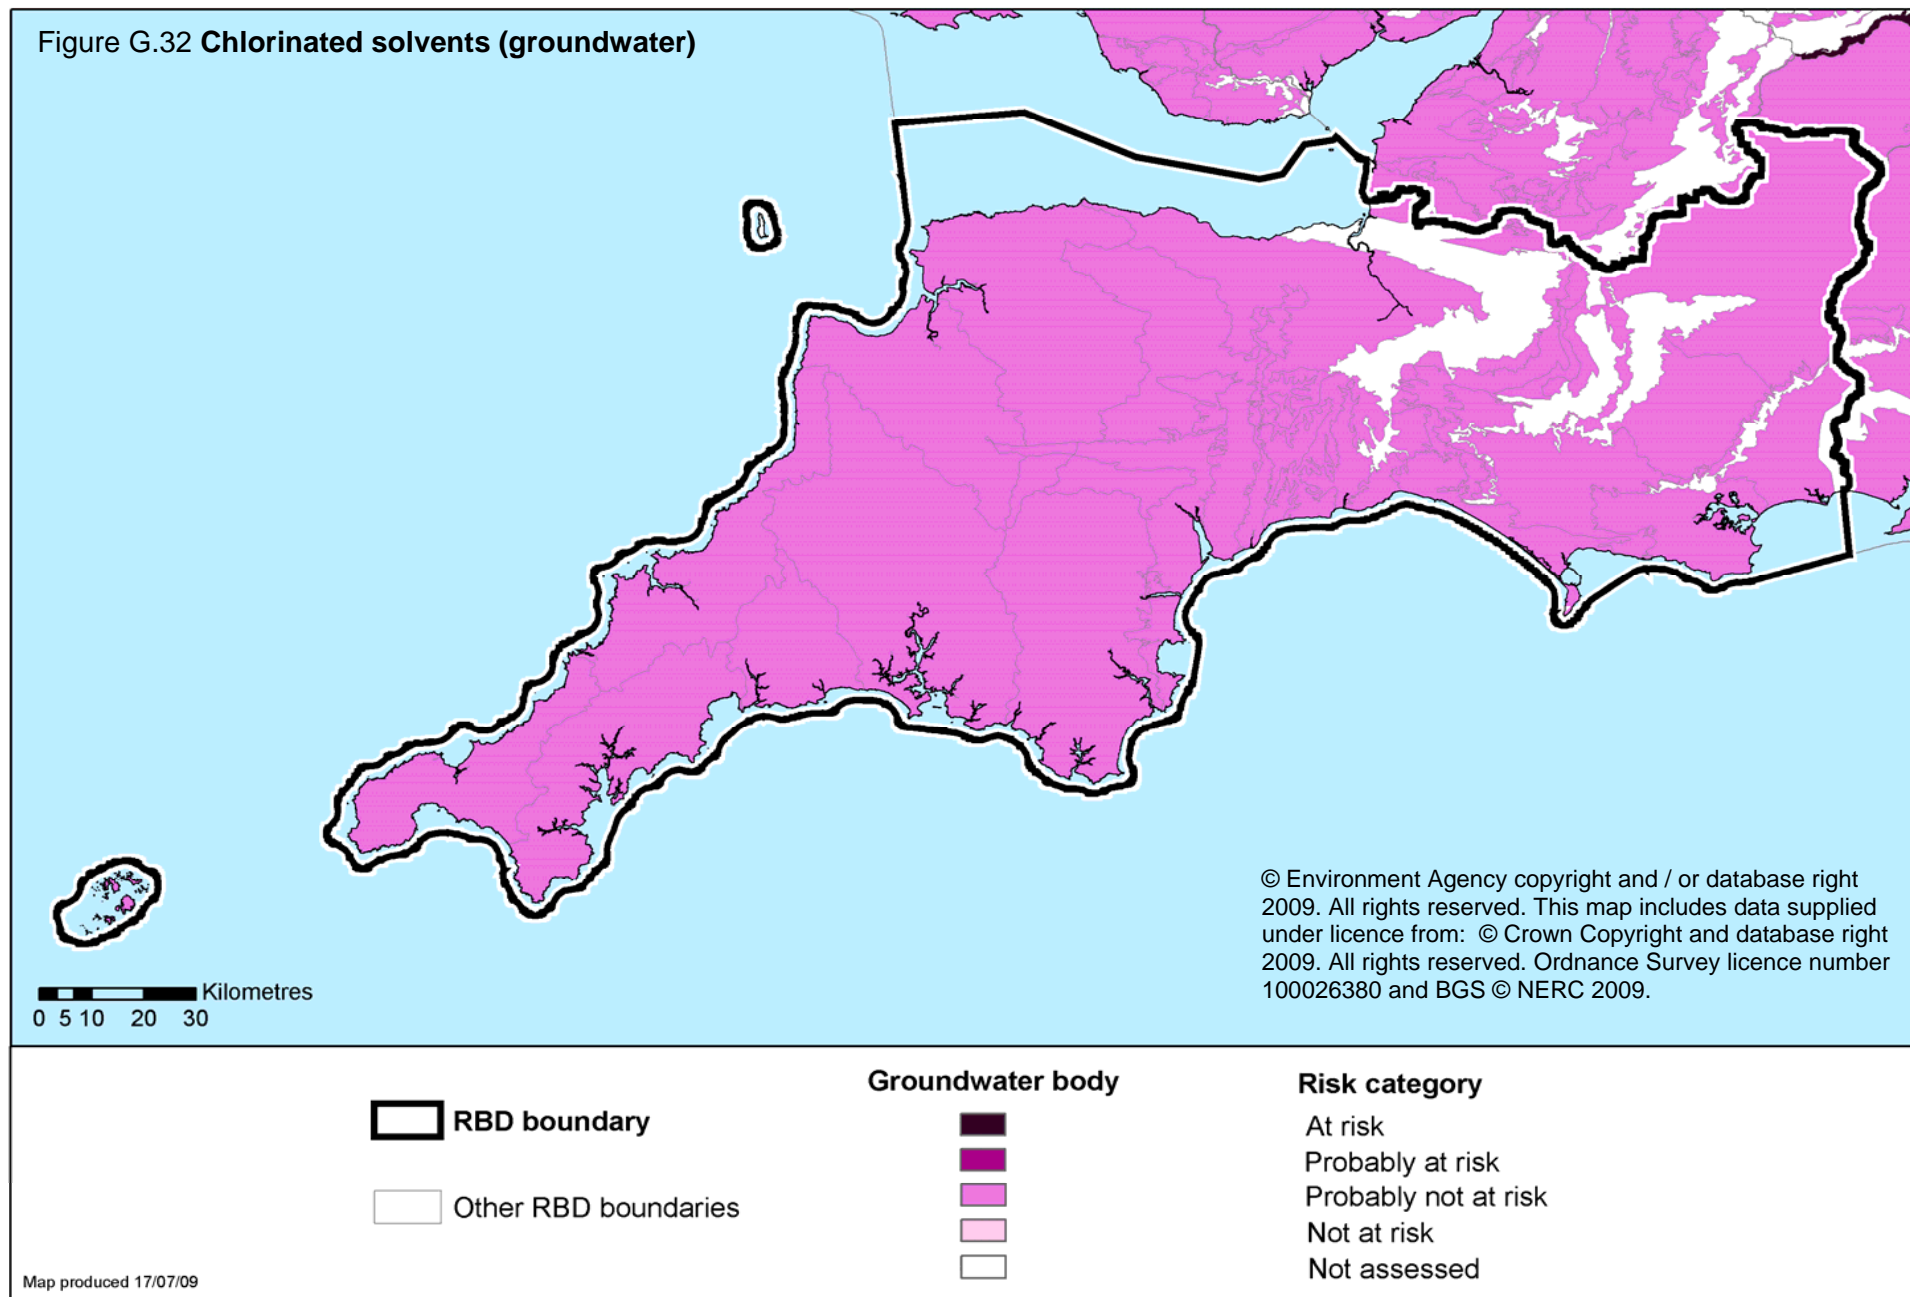 Figure G.32 Chlorinated solvents (groundwater)
© Environment Agency copyright and / or database right
2009. All rights reserved. This map includes data supplied
under licence from: © Crown Copyright and database right
2009. All rights reserved. Ordnance Survey licence number
100026380 and BGS © NERC 2009.
Kilometres
0 5 10 20 30
Groundwater body
Risk category
RBD boundary
Other RBD boundaries
At risk
Probably at risk
Probably not at risk
Not at risk
Not assessed
Map produced 17/07/09